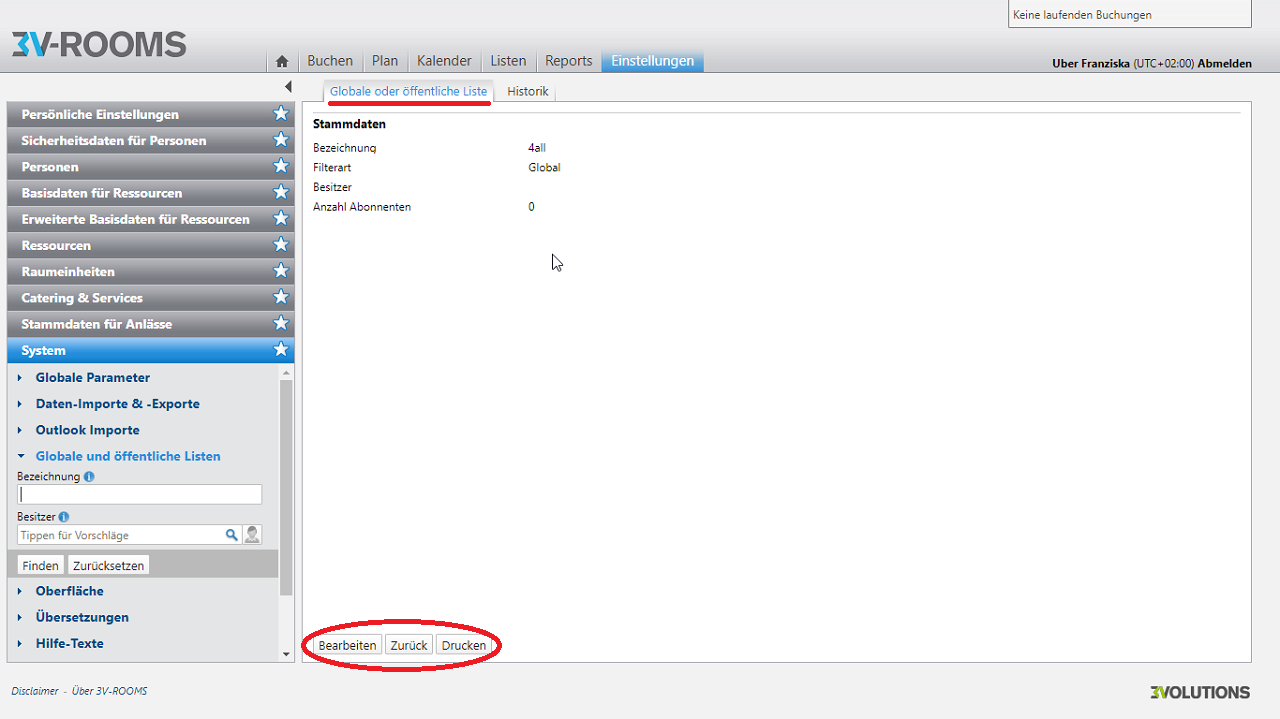 Keine laufenden Buchungen
3V-ROOMS
Buchen Plan Kalender Listen Reports Einstellungen
Uber Franziska (UTC+02:00) Abmelden
Globale oder öffentliche Liste Historik
Persönliche Einstellungen
Sicherheitsdaten für Personen
Personen
Basisdaten für Ressourcen
Erweiterte Basisdaten für Ressourcen
Ressourcen
Raumeinheiten
Catering & Services
Stammdaten für Anlässe
System
Globale Parameter
Daten-Importe & -Exporte
Outlook Importe
Globale und öffentliche Listen
Bezeichnung
Besitzer
Tippen für Vorschläge
Finden Zurücksetzen
Oberfläche
Übersetzungen
Hilfe-Texte
Stammdaten
Bezeichnung 4all
Filterart Global
Besitzer
Anzahl Abonnenten 0
Bearbeiten Zurück Drucken
Disclaimer - Über 3V-ROOMS
3VOLUTIONS